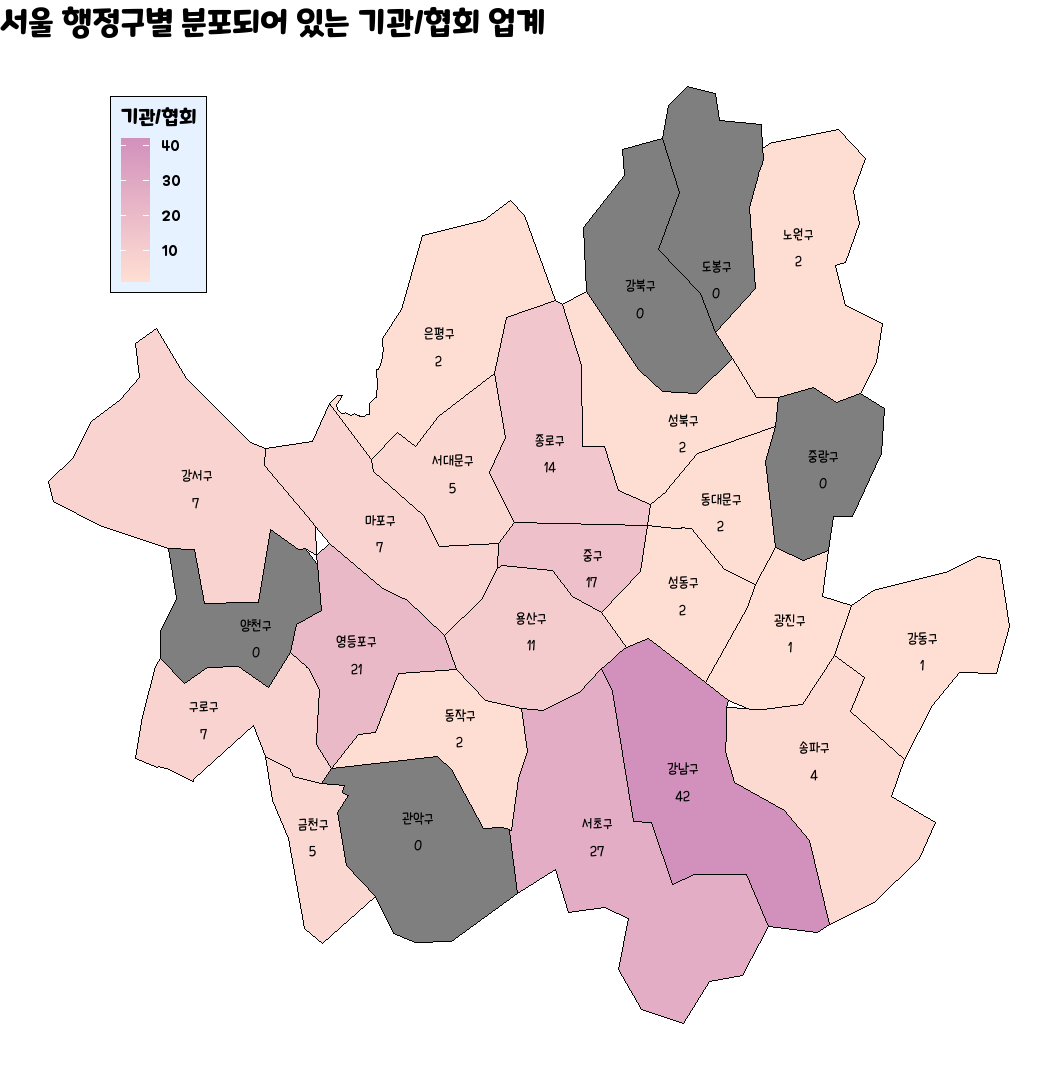 서울 행정구별 분포되어 있는 기관/협회 업계
기관/협회
40
30
20
10
노원구
2
도봉구
0
강북구
0
은평구
2
성북구
2
종로구
14
중랑구
0
서대문구
5
강서구
7
동대문구
2
마포구
7
중구
17
성동구
2
용산구
11
광진구
1
양천구
0
강동구
1
영등포구
21
구로구
7
동작구
2
송파구
4
강남구
42
관악구
0
금천구
5
서초구
27